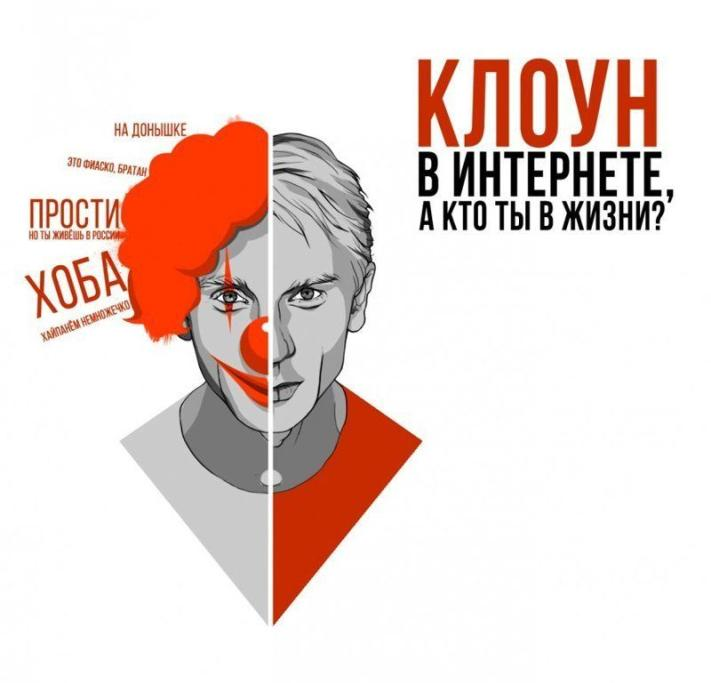 КЛОУН
В ИНТЕРНЕТЕ,
А КТО ТЫ В ЖИЗНИ?
НА ДОНЫШКЕ
ЭТО ФИАСКО, БРАТАН
ПРОСТИ
НО ТЫ ЖИВЁШЬ В РОССИИ
ХОБА
ХАЙПАНЁМ НЕМНОЖЕЧКО